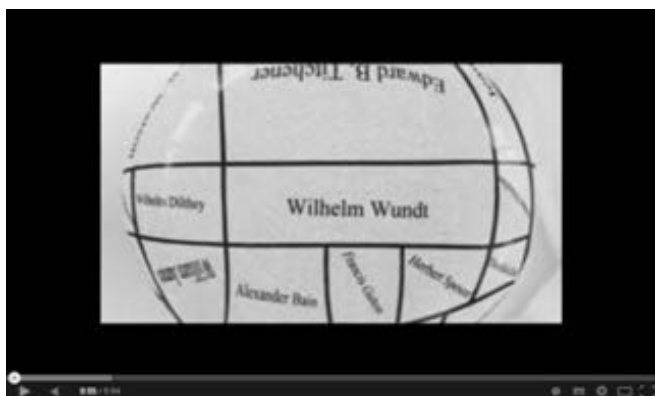 Edward B. Titchener
Wilhelm Dilthey
Wilhelm Wundt
Alexander Bain
Francis Galton
Herbert Spencer